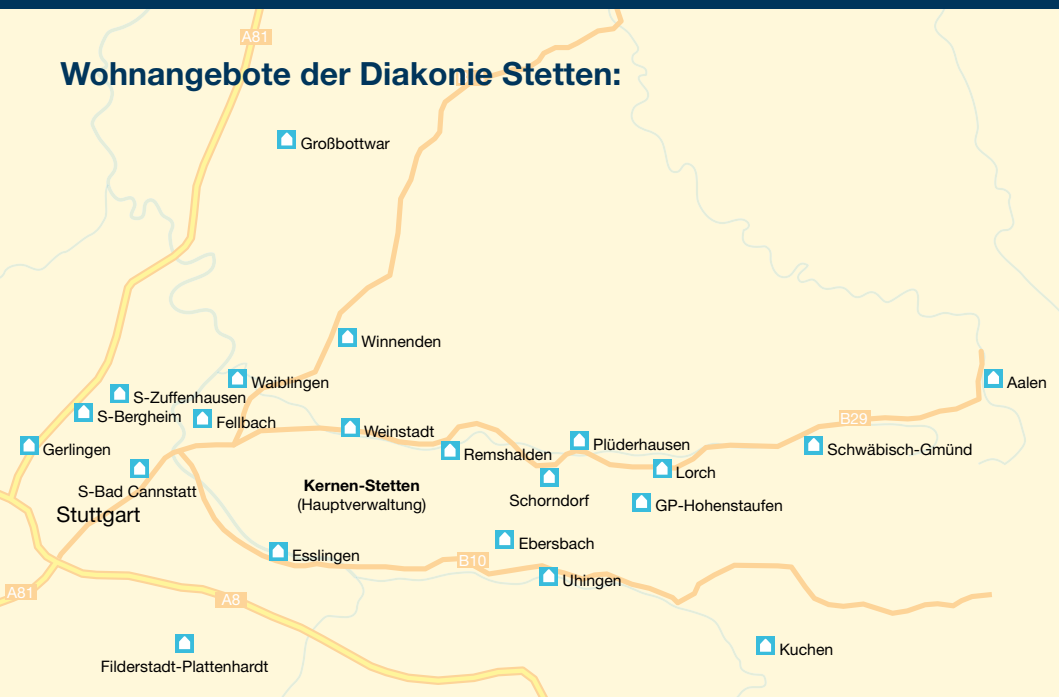 A81
Wohnangebote der Diakonie Stetten:
Großbottwar
Winnenden
Waiblingen
Aalen
S-Zuffenhausen
S-Bergheim
Fellbach
B29
Weinstadt
Plüderhausen
Gerlingen
Remshalden
Schwäbisch-Gmünd
Lorch
S-Bad Cannstatt
Kernen-Stetten
(Hauptverwaltung)
Schorndorf
GP-Hohenstaufen
Stuttgart
Ebersbach
Esslingen
B10
Uhingen
A81
A8
Kuchen
Filderstadt-Plattenhardt